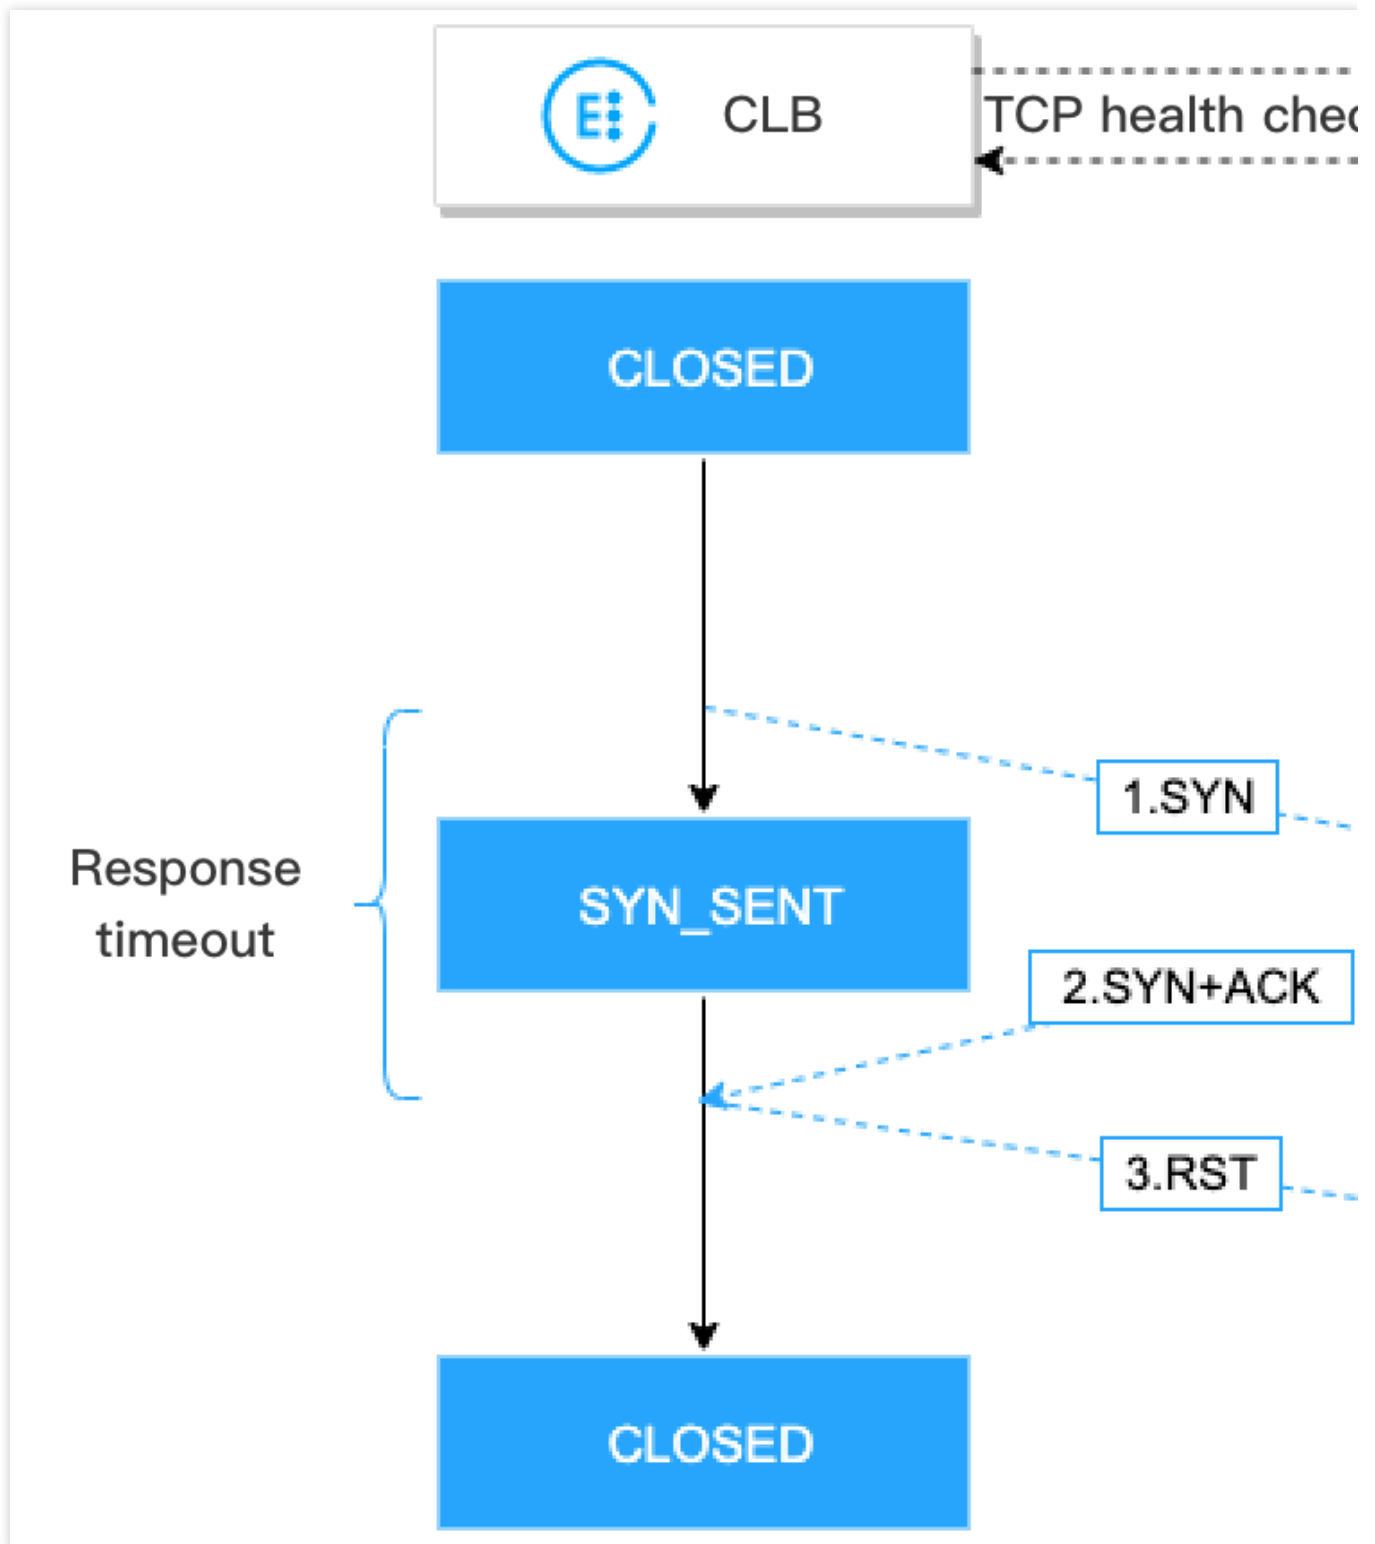 CLB
TCP health chec
CLOSED
1.SYN
Response
timeout
SYN_SENT
2.SYN+ACK
3.RST
CLOSED